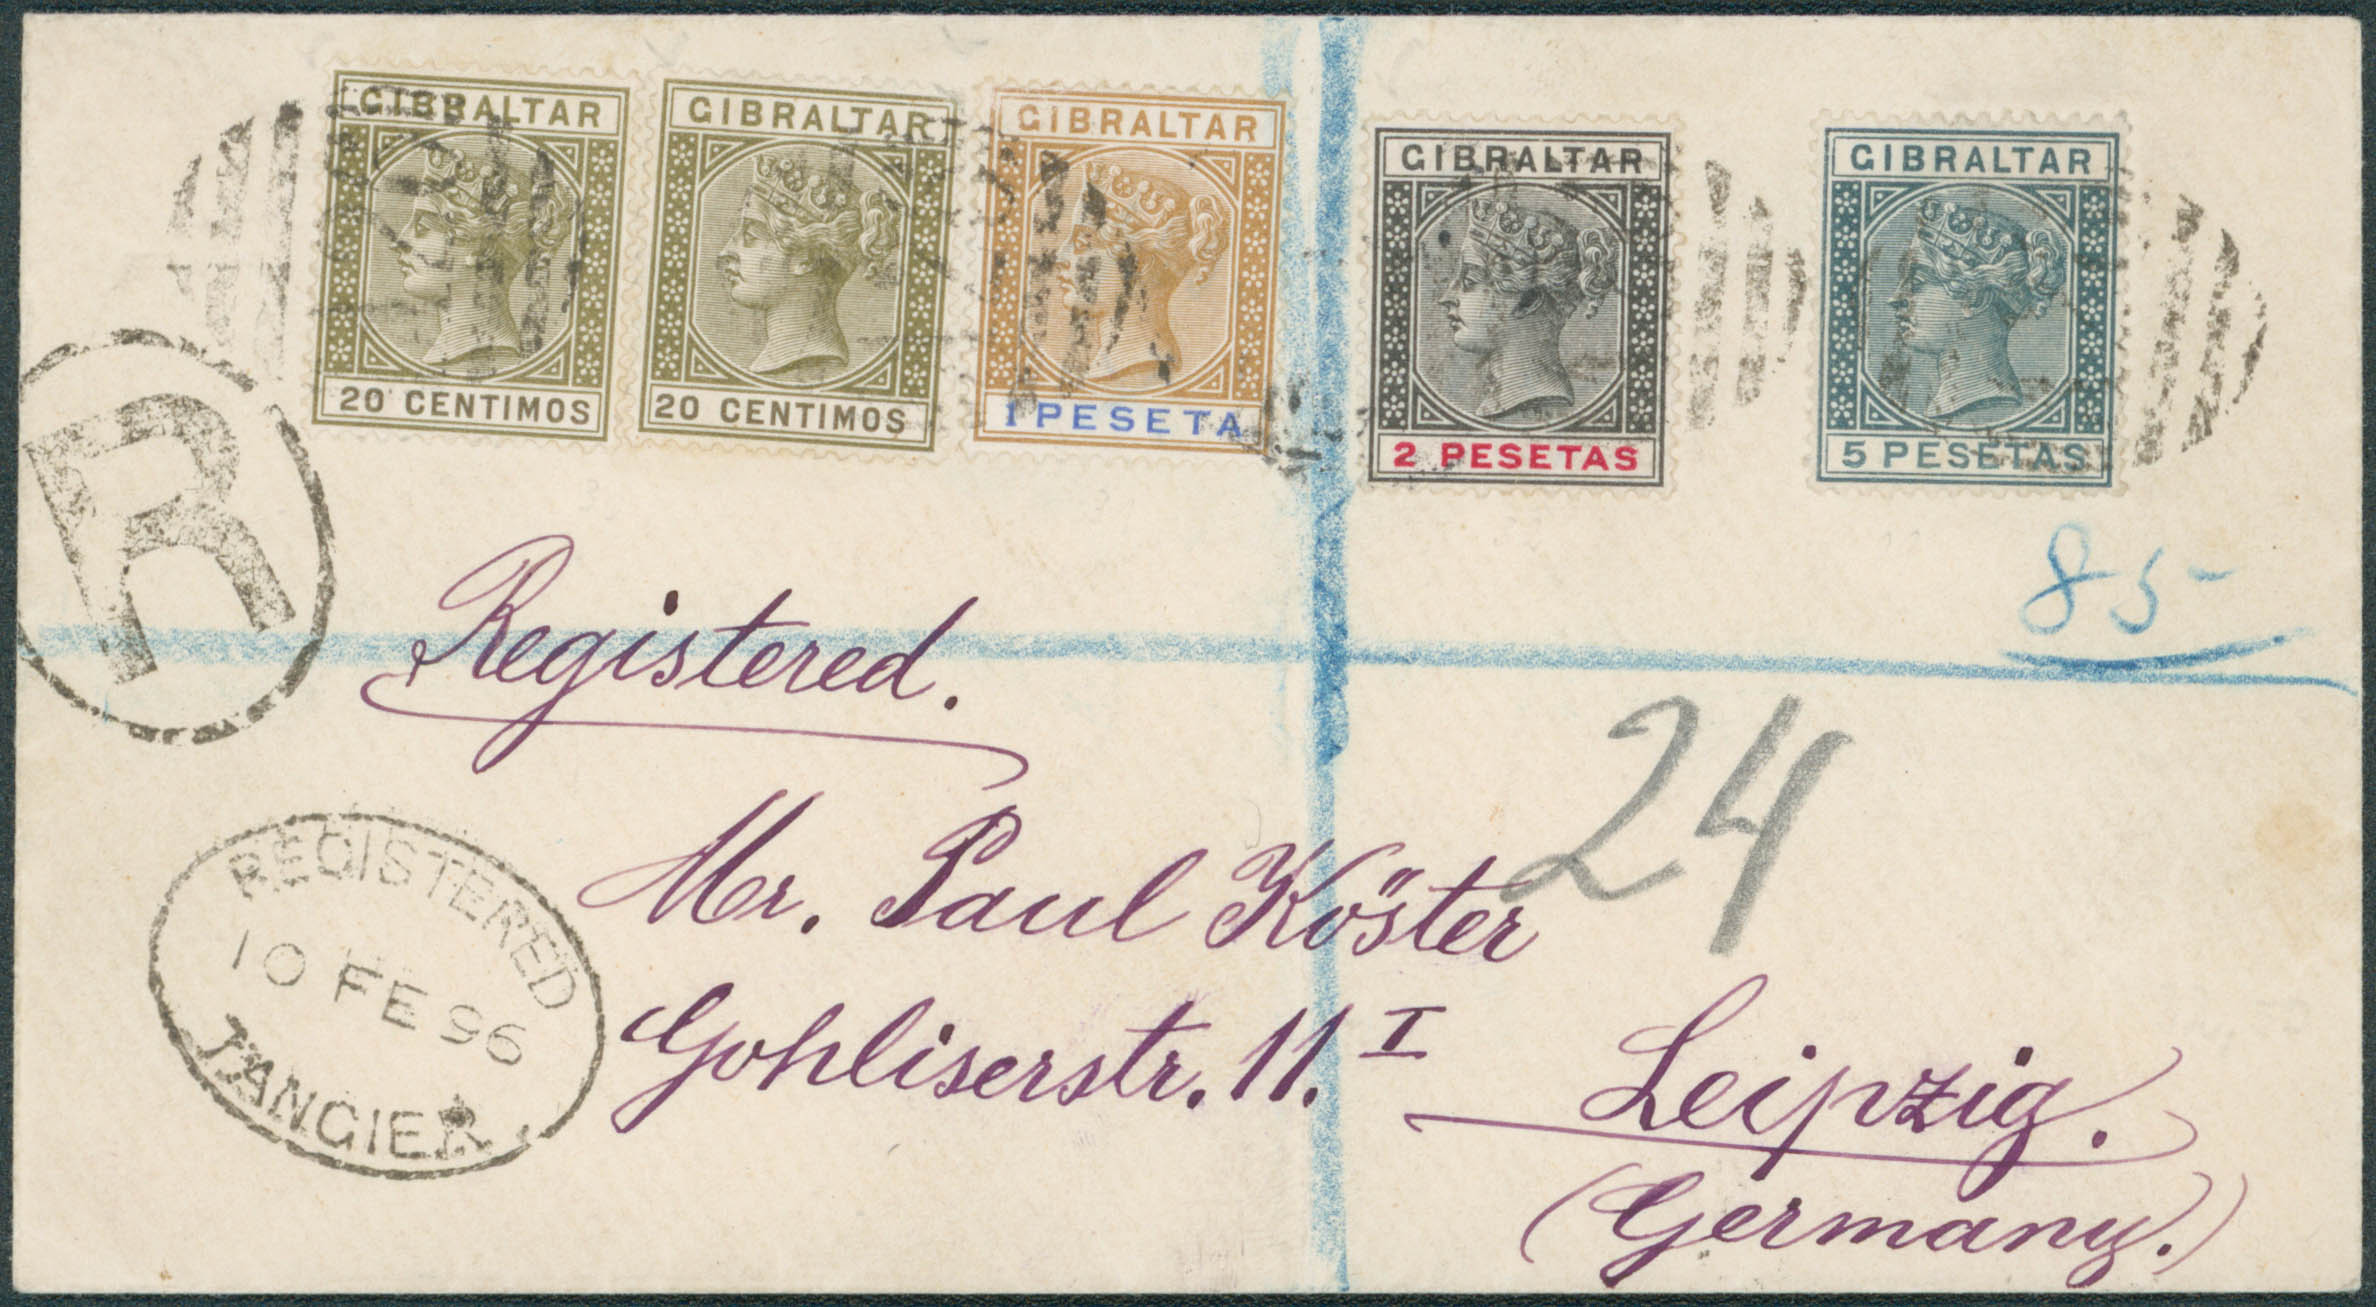 GIBRALTAR
20 CENTIMOS
GIBRALTAR
20 CENTIMOS
GIBRALTAR
1 PESETA
GIBRALTAR
2 PESETAS
GIBRALTAR
5 PESETAS
R
85-
Registered.
24
Mr. Paul Köster
Gohliserstr. 11. I
Leipzig.
(Germany.)
REGISTERED
10 FE 96
TANGIER